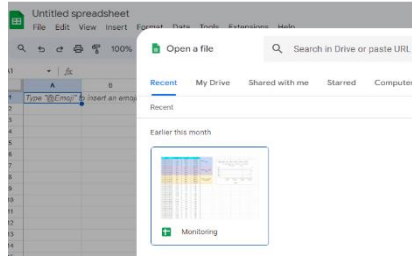 Untitled spreadsheet
File Edit View Insert Format Data Tools Extensions Help
100%
Open a file
Search in Drive or paste URL
A B
Type "@Emoji" to insert an emoji
Recent My Drive Shared with me Starred Compute
Recent
Earlier this month
Monitoring